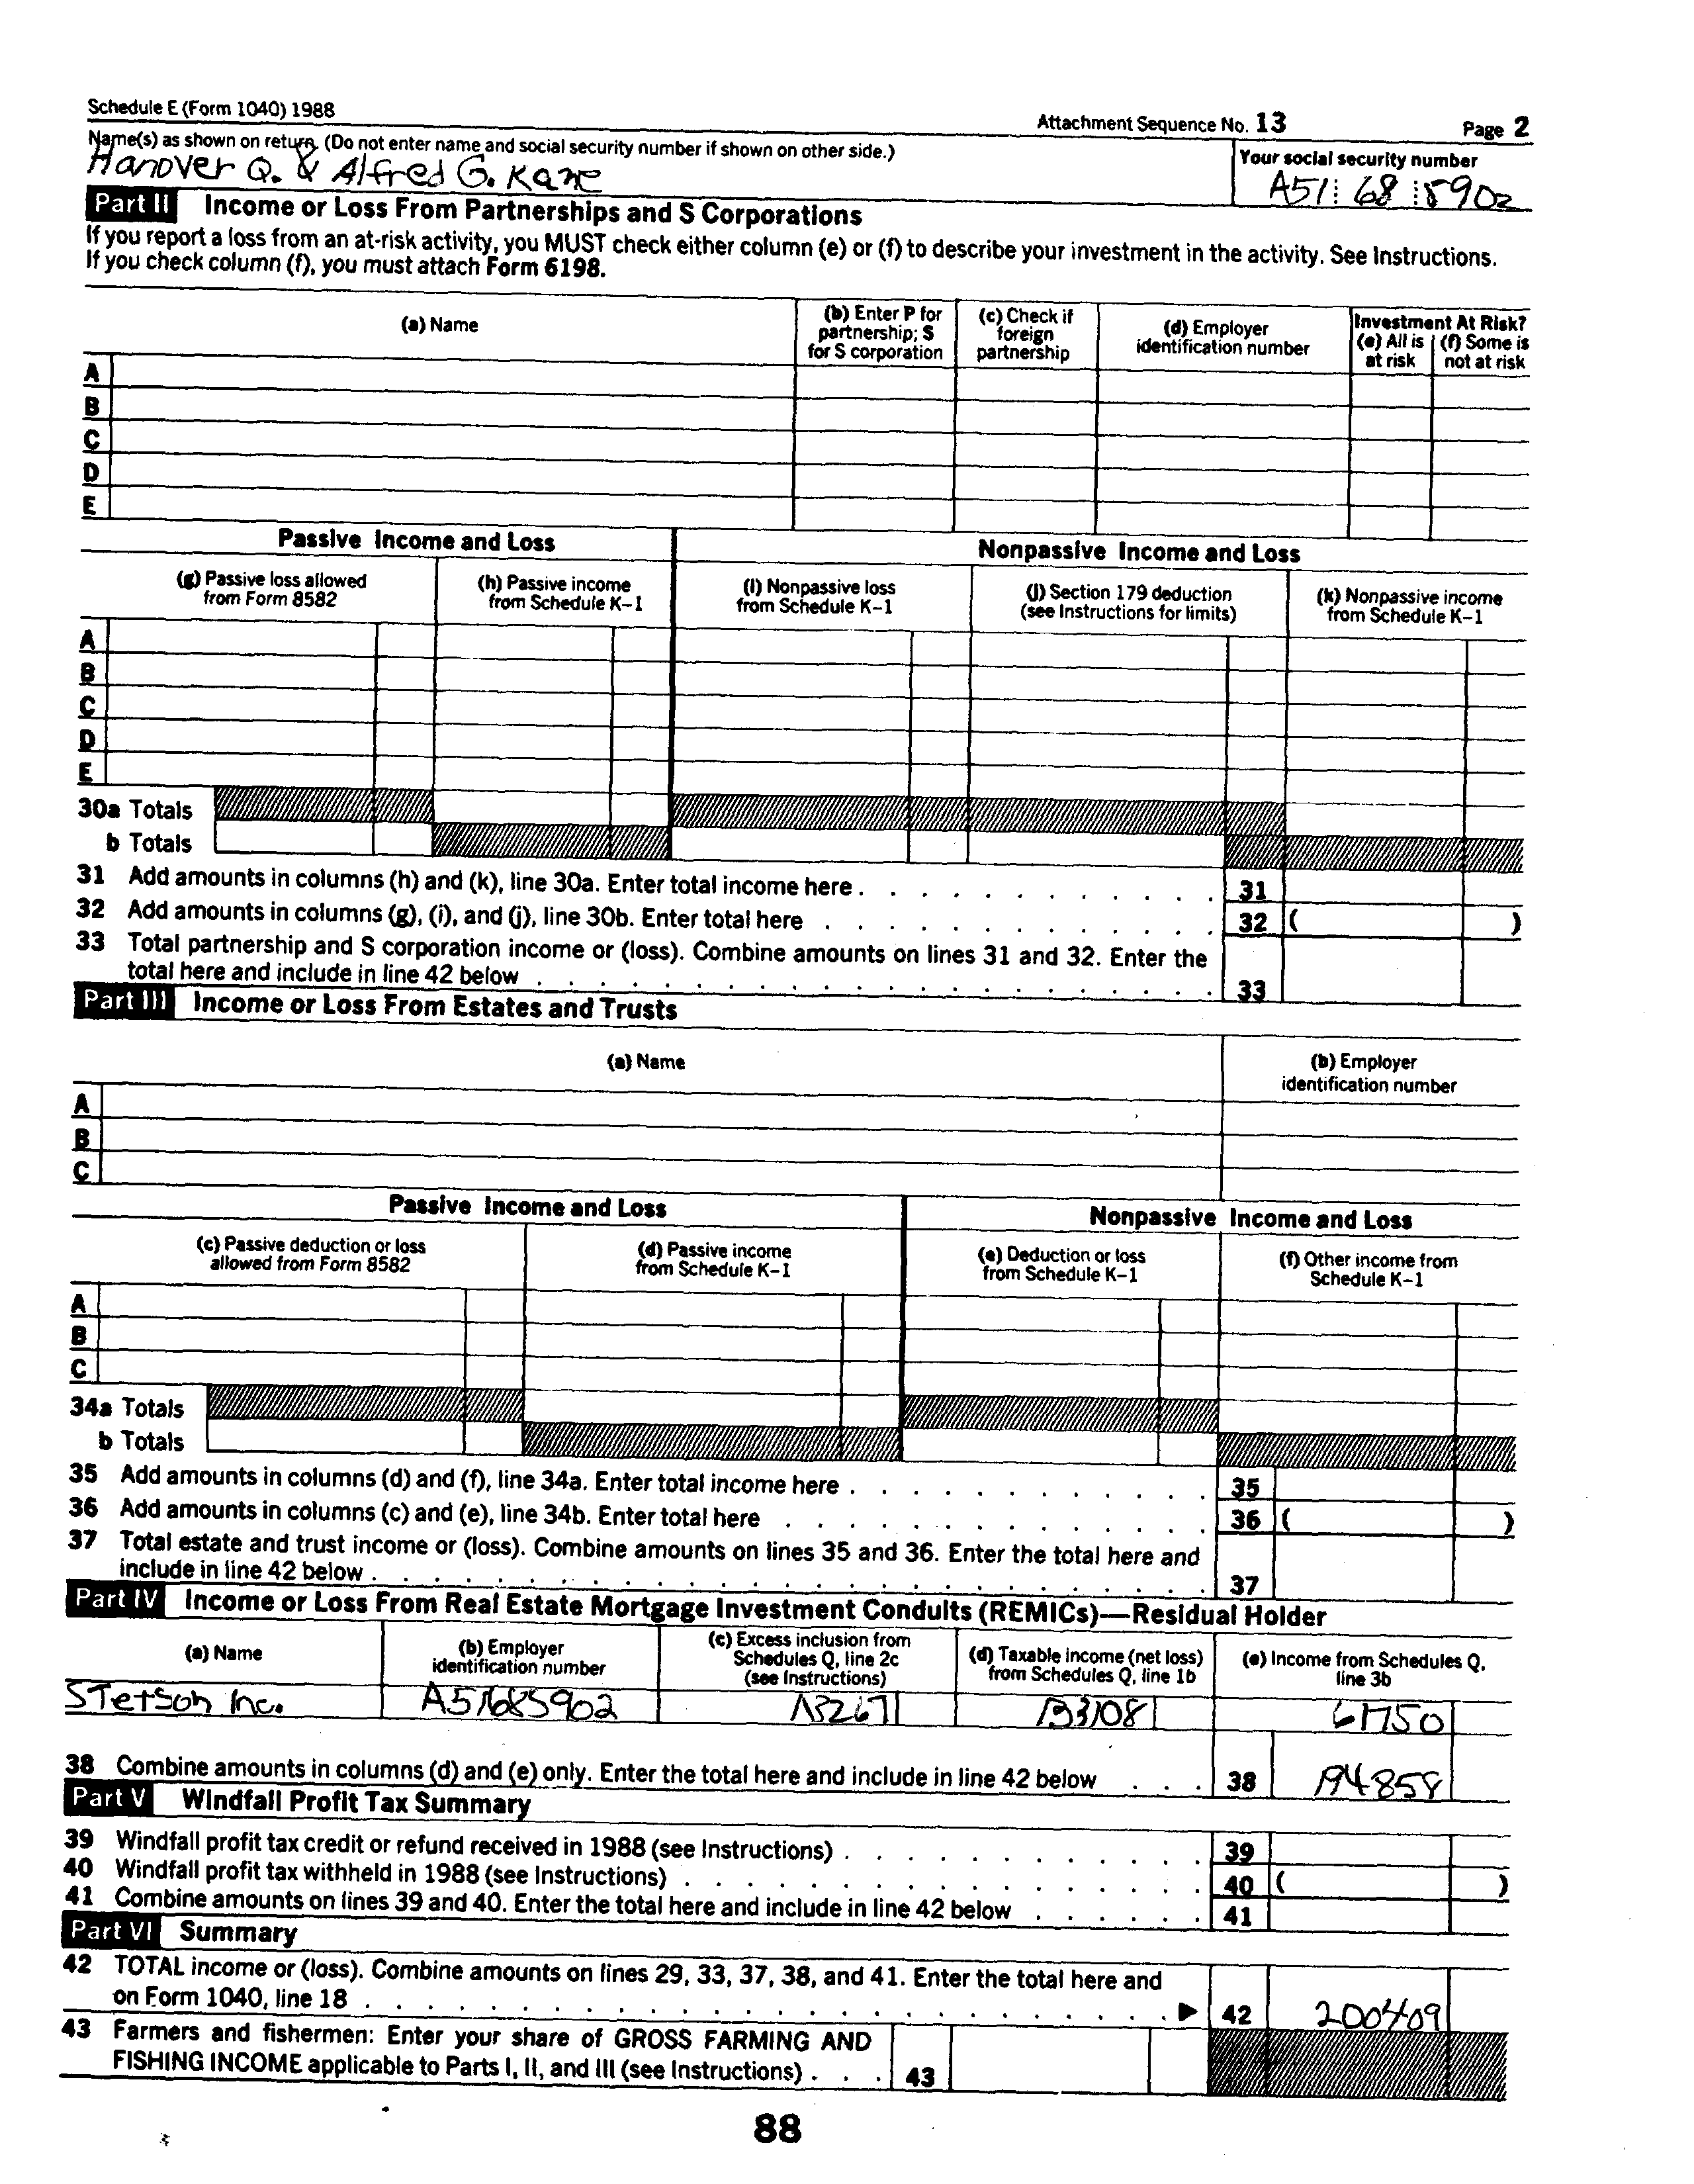 Schedule E (Form 1040) 1988
Attachment Sequence No. 13
Page 2
Name(s) as shown on return. (Do not enter name and social security number if shown on other side.)
Hanover Q. & Alfred G. Kane
Your social security number
A51 68 5902
Part II Income or Loss From Partnerships and S Corporations
If you report a loss from an at-risk activity, you MUST check either column (e) or (f) to describe your investment in the activity. See Instructions.
If you check column (f), you must attach Form 6198.
(a) Name
(b) Enter P for
partnership; S
for S corporation
(c) Check if
foreign
partnership
(d) Employer
identification number
Investment At Risk?
(e) All is
at risk
(f) Some is
not at risk
A
B
C
D
E
Passive Income and Loss
Nonpassive Income and Loss
(g) Passive loss allowed
from Form 8582
(h) Passive income
from Schedule K–1
(i) Nonpassive loss
from Schedule K–1
(j) Section 179 deduction
(see Instructions for limits)
(k) Nonpassive income
from Schedule K–1
A
B
C
D
E
30a Totals
b Totals
31 Add amounts in columns (h) and (k), line 30a. Enter total income here . . . . . . . . . . . . 31
32 Add amounts in columns (g), (i), and (j), line 30b. Enter total here . . . . . . . . . . . . . 32 ( )
33 Total partnership and S corporation income or (loss). Combine amounts on lines 31 and 32. Enter the
total here and include in line 42 below . . . . . . . . . . . . . . . . . . . . . . 33
Part III Income or Loss From Estates and Trusts
(a) Name
(b) Employer
identification number
A
B
C
Passive Income and Loss
Nonpassive Income and Loss
(c) Passive deduction or loss
allowed from Form 8582
(d) Passive income
from Schedule K–1
(e) Deduction or loss
from Schedule K–1
(f) Other income from
Schedule K–1
A
B
C
34a Totals
b Totals
35 Add amounts in columns (d) and (f), line 34a. Enter total income here . . . . . . . . . . . . 35
36 Add amounts in columns (c) and (e), line 34b. Enter total here . . . . . . . . . . . . . . 36 ( )
37 Total estate and trust income or (loss). Combine amounts on lines 35 and 36. Enter the total here and
include in line 42 below . . . . . . . . . . . . . . . . . . . . . . . . . . . 37
Part IV Income or Loss From Real Estate Mortgage Investment Conduits (REMICs)—Residual Holder
(a) Name
(b) Employer
identification number
(c) Excess inclusion from
Schedules Q, line 2c
(see Instructions)
(d) Taxable income (net loss)
from Schedules Q, line 1b
(e) Income from Schedules Q,
line 3b
STetson Inc.
A51685902
133108
61750
38 Combine amounts in columns (d) and (e) only. Enter the total here and include in line 42 below . . . 38 194858
Part V Windfall Profit Tax Summary
39 Windfall profit tax credit or refund received in 1988 (see Instructions) . . . . . . . . . . . . 39
40 Windfall profit tax withheld in 1988 (see Instructions) . . . . . . . . . . . . . . . . . 40 ( )
41 Combine amounts on lines 39 and 40. Enter the total here and include in line 42 below . . . . . . 41
Part VI Summary
42 TOTAL income or (loss). Combine amounts on lines 29, 33, 37, 38, and 41. Enter the total here and
on Form 1040, line 18 . . . . . . . . . . . . . . . . . . . . . . . . . . ▶ 42 200409
43 Farmers and fishermen: Enter your share of GROSS FARMING AND
FISHING INCOME applicable to Parts I, II, and III (see Instructions) . . . 43
88